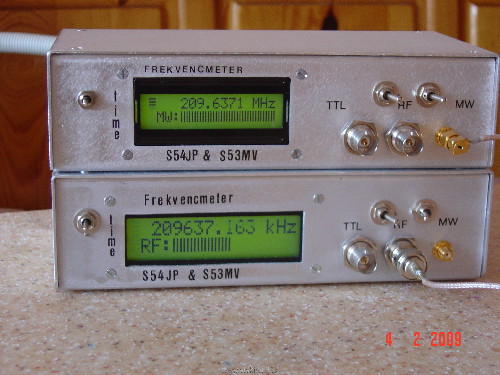 FREKVENCMETER
time
209.6371 MHz
MW:
TTL
RF
MW
S54JP & S53MV
Frekvencmeter
time
209637.163 kHz
RF:
TTL
RF
MW
S54JP & S53MV
4 2 2009